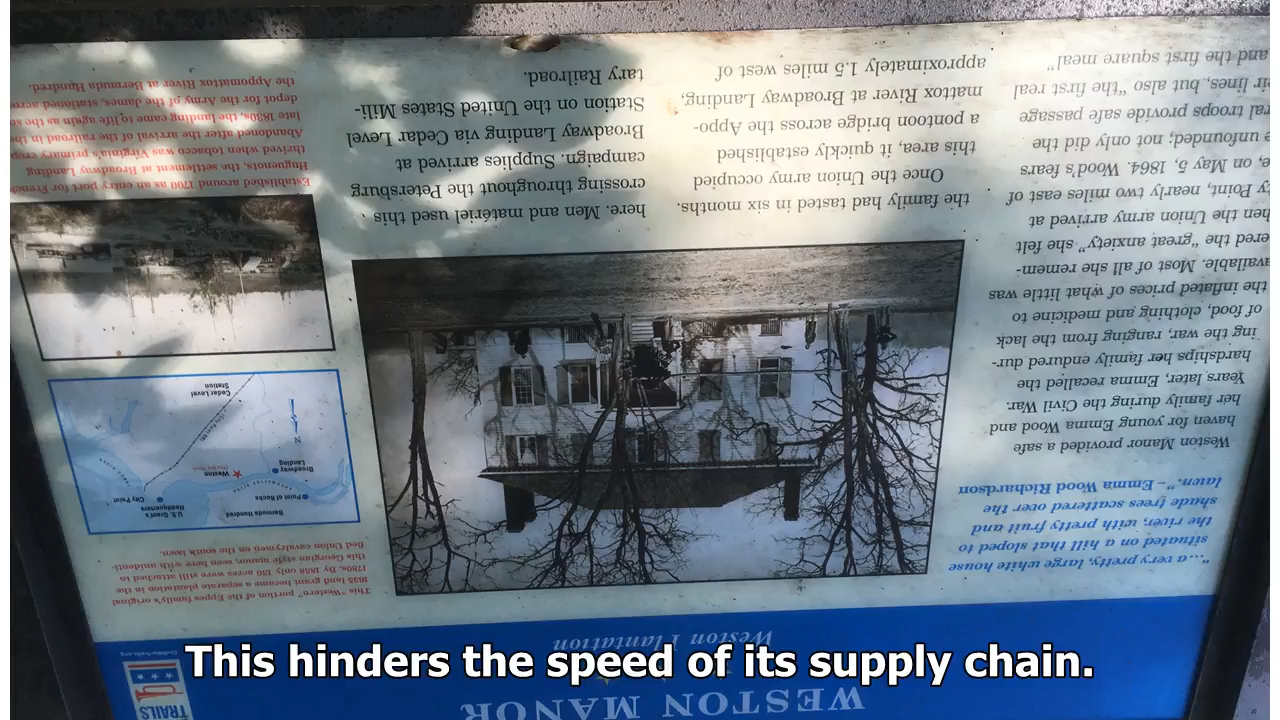 WESTON MANOR
Weston Plantation
TRAILS
CivilWarTrails.org
"...a very pretty, large white house
situated on a hill that sloped to
the river, with pretty fruit and
shade trees scattered over the
lawn." – Emma Wood Richardson
Weston Manor provided a safe
haven for young Emma Wood and
her family during the Civil War.
Years later, Emma recalled the
hardships her family endured dur-
ing the war, ranging from the lack
of food, clothing and medicine to
the inflated prices of what little was
available. Most of all she remem-
ered the "great anxiety" she felt
hen the Union army arrived at
ty Point, nearly two miles east of
e, on May 5, 1864. Wood's fears
e unfounded; not only did the
ral troops provide safe passage
eir lines, but also "the first real
and the first square meal"
the family had tasted in six months.
Once the Union army occupied
this area, it quickly established
a pontoon bridge across the Appo-
mattox River at Broadway Landing,
approximately 1.5 miles west of
here. Men and matériel used this
crossing throughout the Petersburg
campaign. Supplies arrived at
Broadway Landing via Cedar Level
Station on the United States Mili-
tary Railroad.
This "Western" portion of the Eppes family's original
1635 land grant became a separate plantation in the
1780s. By 1858 only 130 acres were still attached to
this Georgian style manor, seen here with unidenti-
fied Union cavalrymen on the south lawn.
Bermuda Hundred
U.S. Grant's
Headquarters
City Point
Point of Rocks
Broadway
Landing
Weston
N
Cedar Level
Station
Established around 1700 as an entry port for French
Huguenots, the settlement at Broadway Landing
thrived when tobacco was Virginia's primary crop
Abandoned after the arrival of the railroad in the
late 1830s, the landing came to life again as the
depot for the Army of the James, stationed
the Appomattox River at Bermuda Hundred.
This hinders the speed of its supply chain.